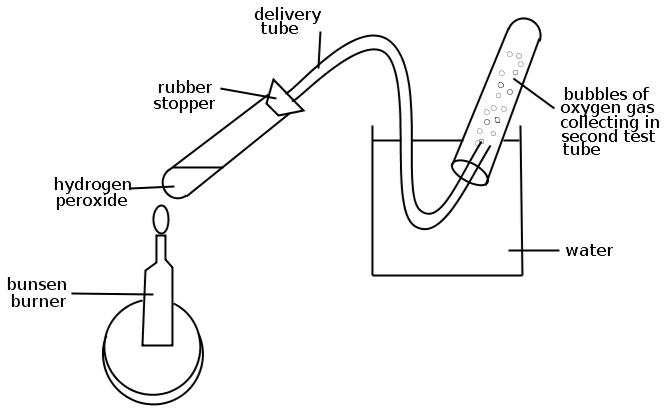 delivery
tube
rubber
stopper
bubbles of
oxygen gas
collecting in
second test
tube
hydrogen
peroxide
water
bunsen
burner